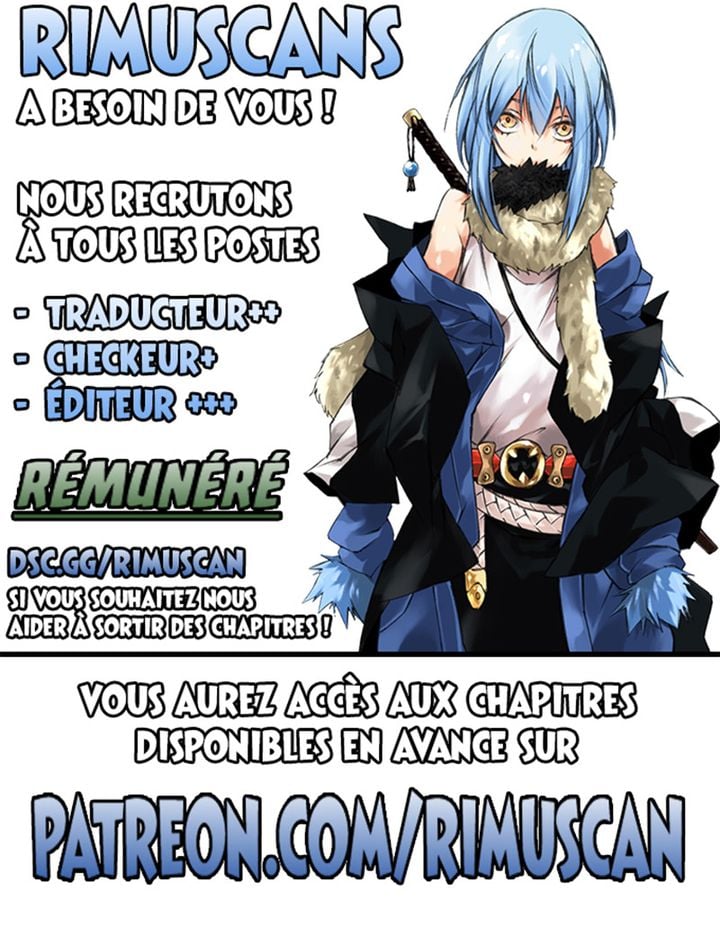 RIMUSCANS
A BESOIN DE VOUS !
NOUS RECRUTONS
À TOUS LES POSTES
- TRADUCTEUR++
- CHECKEUR+
- ÉDITEUR +++
RÉMUNÉRÉ
DSC.GG/RIMUSCAN
SI VOUS SOUHAITEZ NOUS
AIDER À SORTIR DES CHAPITRES !
VOUS AUREZ ACCÈS AUX CHAPITRES
DISPONIBLES EN AVANCE SUR
PATREON.COM/RIMUSCAN